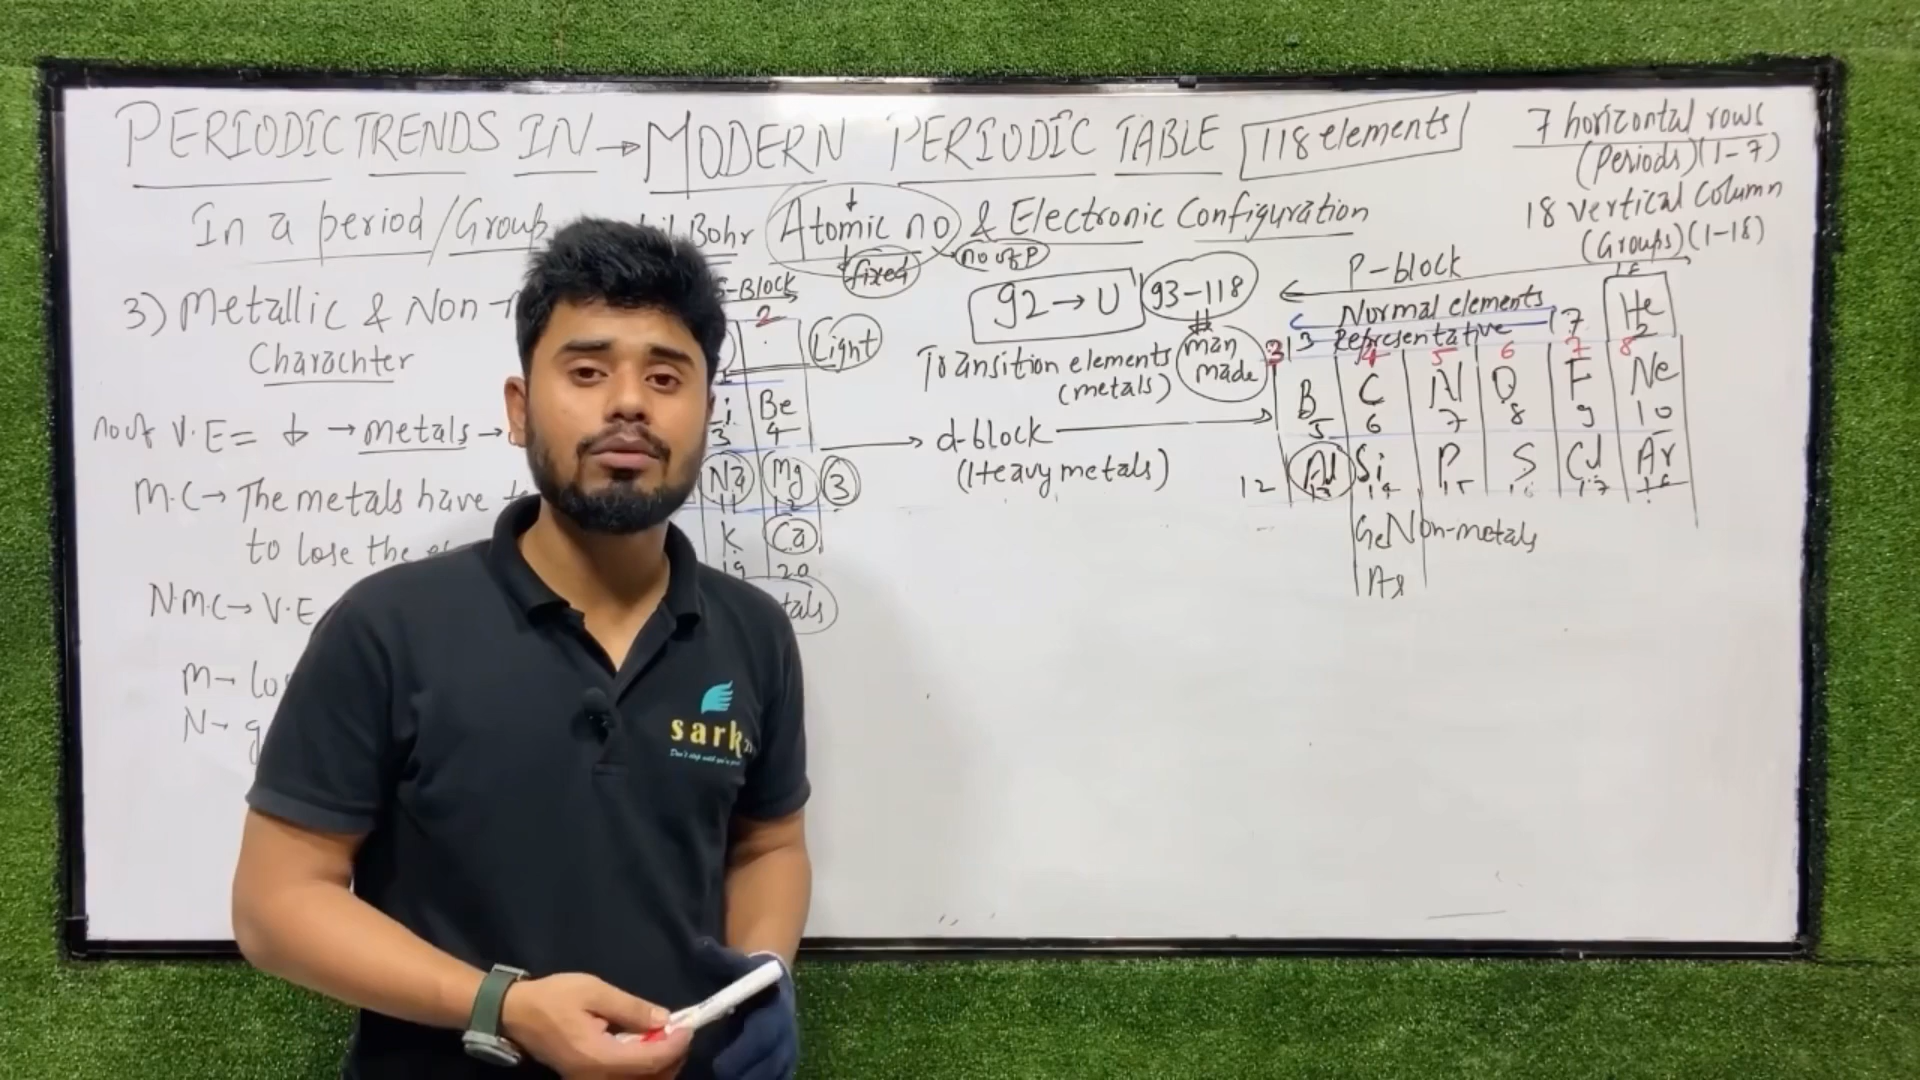 PERIODIC TRENDS IN → MODERN PERIODIC TABLE 118 elements
7 horizontal rows
(Periods) (1-7)
18 vertical column
(Groups) (1-18)
In a period/Group Bohr Atomic no & Electronic Configuration
fixed
no of P
3) Metallic & Non-
Charachter
no of V.E = ↓ → metals →
M.C → The metals have
to lose the
N.M.C → V.E
M →
N →
S-Block
2
Light
Be
3 4
Na Mg 3
11 12
K Ca
19 20
92 → U 93-118
man
made
Transition elements
(metals)
→ d-block →
(Heavy metals)
P-block
Normal elements
Representative
17
He
2
3 13 4 5 6 7 8
B C N O F Ne
5 6 7 8 9 10
12 Al Si P S Cl Ar
13 14 15 16 17 18
Ge Non-metals
As
sark